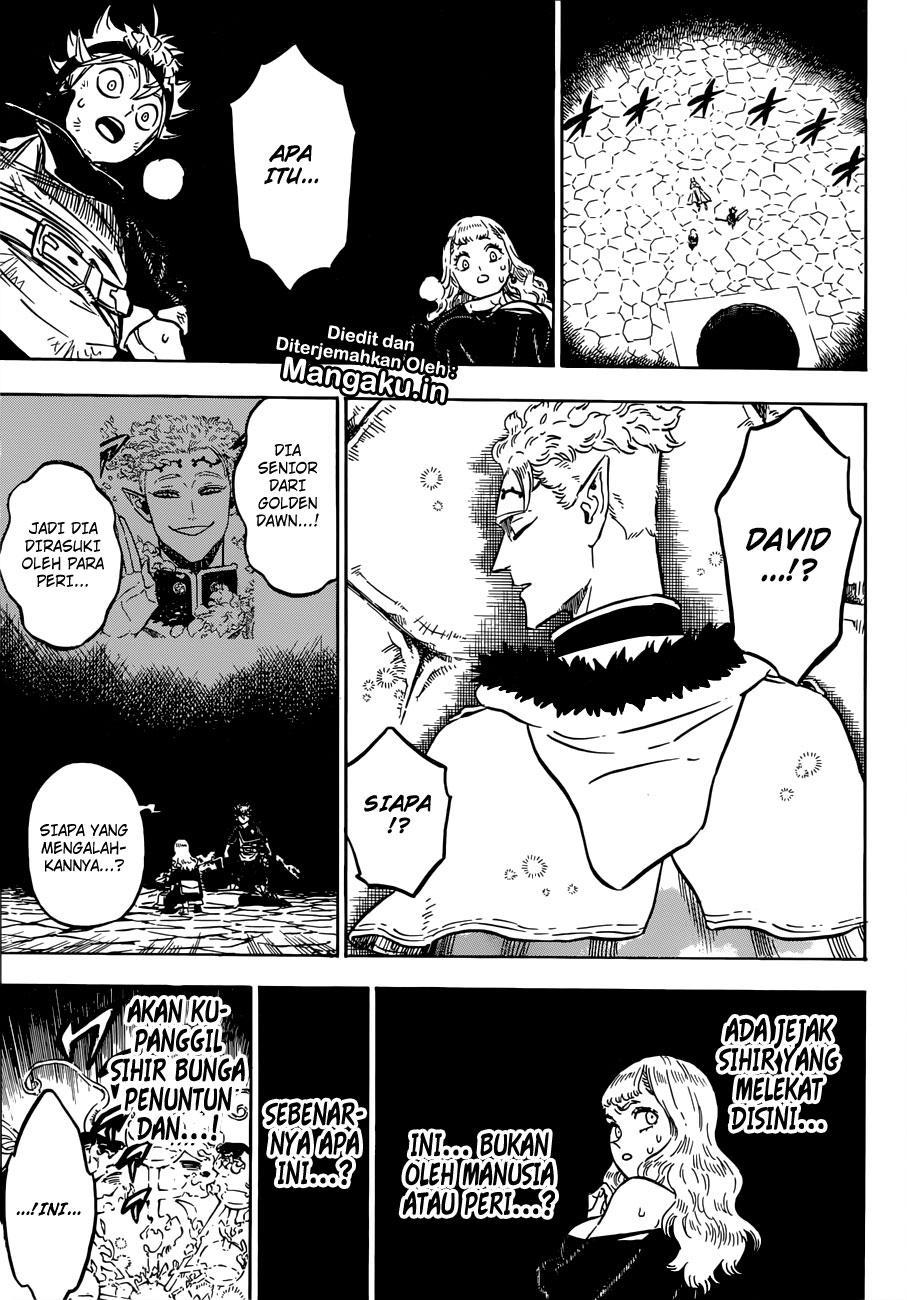 APA
ITU...
Diedit dan
Diterjemahkan Oleh :
Mangaku.in
DAVID
...!?
SIAPA
!?
DIA
SENIOR
DARI
GOLDEN
DAWN...!
JADI DIA
DIRASUKI
OLEH PARA
PERI...
SIAPA YANG
MENGALAH-
KANNYA...?
ADA JEJAK
SIHIR YANG
MELEKAT
DISINI...
INI... BUKAN
OLEH MANUSIA
ATAU PERI...?
SEBENAR-
NYA APA
INI...?
AKAN KU-
PANGGIL
SIHIR BUNGA
PENUNTUN
DAN...!
...!INI...